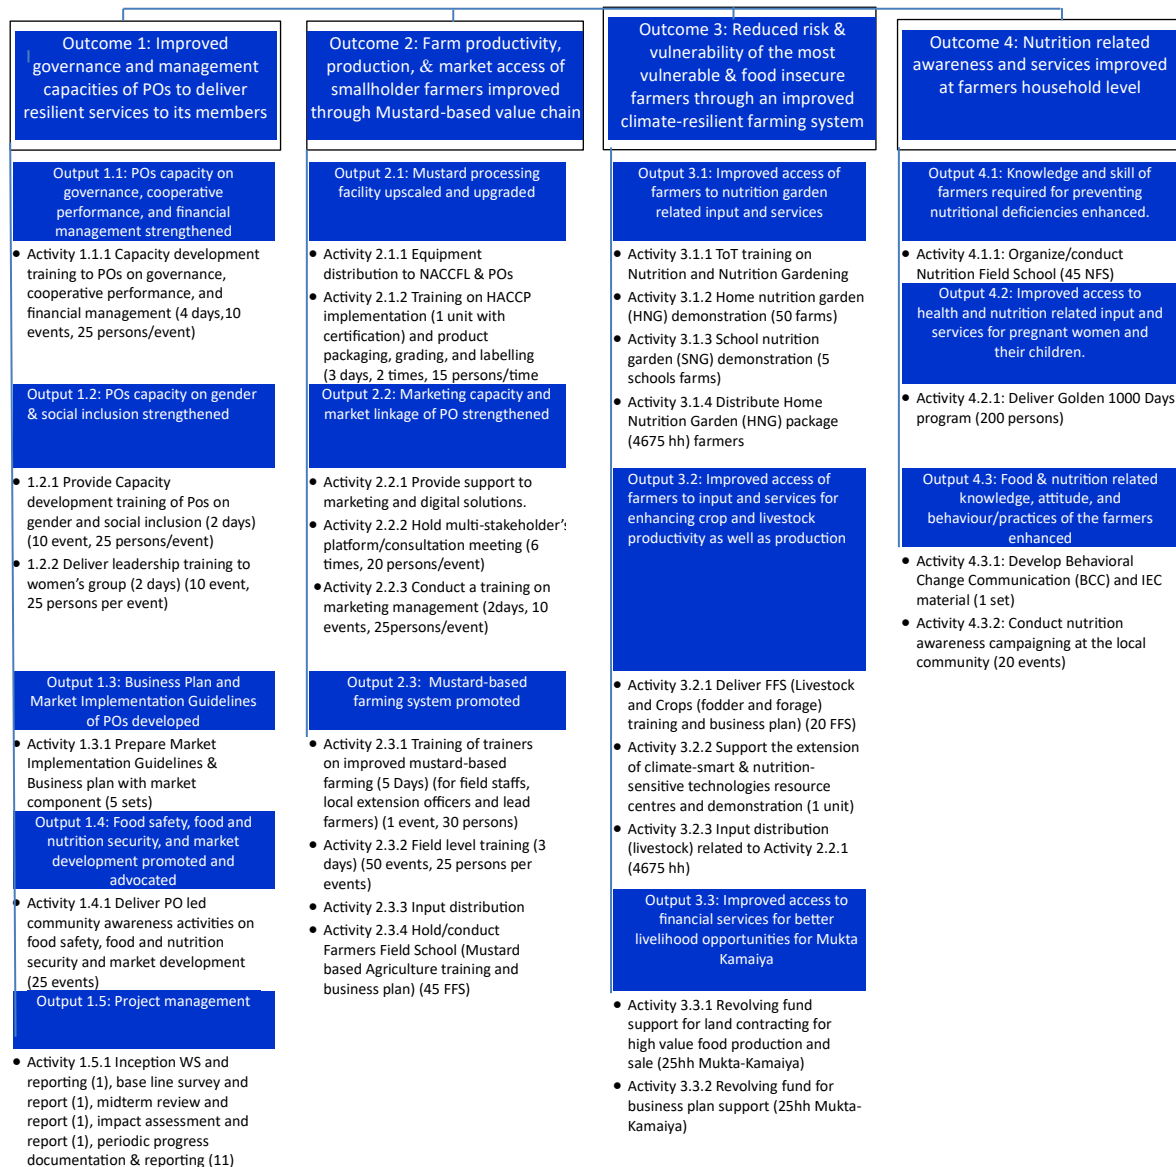 Outcome 1: Improved
governance and management
capacities of POs to deliver
resilient services to its members
Output 1.1: POs capacity on
governance, cooperative
performance, and financial
management strengthened
• Activity 1.1.1 Capacity development
training to POs on governance,
cooperative performance, and
financial management (4 days,10
events, 25 persons/event)
Output 1.2: POs capacity on gender
& social inclusion strengthened
• 1.2.1 Provide Capacity
development training of Pos on
gender and social inclusion (2 days)
(10 event, 25 persons/event)
• 1.2.2 Deliver leadership training to
women's group (2 days) (10 event,
25 persons per event)
Output 1.3: Business Plan and
Market Implementation Guidelines
of POs developed
• Activity 1.3.1 Prepare Market
Implementation Guidelines &
Business plan with market
component (5 sets)
Output 1.4: Food safety, food and
nutrition security, and market
development promoted and
advocated
• Activity 1.4.1 Deliver PO led
community awareness activities on
food safety, food and nutrition
security and market development
(25 events)
Output 1.5: Project management
• Activity 1.5.1 Inception WS and
reporting (1), base line survey and
report (1), midterm review and
report (1), impact assessment and
report (1), periodic progress
documentation & reporting (11)
Outcome 2: Farm productivity,
production, & market access of
smallholder farmers improved
through Mustard-based value chain
Output 2.1: Mustard processing
facility upscaled and upgraded
• Activity 2.1.1 Equipment
distribution to NACCFL & POs
• Activity 2.1.2 Training on HACCP
implementation (1 unit with
certification) and product
packaging, grading, and labelling
(3 days, 2 times, 15 persons/time
Output 2.2: Marketing capacity and
market linkage of PO strengthened
• Activity 2.2.1 Provide support to
marketing and digital solutions.
• Activity 2.2.2 Hold multi-stakeholder's
platform/consultation meeting (6
times, 20 persons/event)
• Activity 2.2.3 Conduct a training on
marketing management (2days, 10
events, 25persons/event)
Output 2.3: Mustard-based
farming system promoted
• Activity 2.3.1 Training of trainers
on improved mustard-based
farming (5 Days) (for field staffs,
local extension officers and lead
farmers) (1 event, 30 persons)
• Activity 2.3.2 Field level training (3
days) (50 events, 25 persons per
events)
• Activity 2.3.3 Input distribution
• Activity 2.3.4 Hold/conduct
Farmers Field School (Mustard
based Agriculture training and
business plan) (45 FFS)
Outcome 3: Reduced risk &
vulnerability of the most
vulnerable & food insecure
farmers through an improved
climate-resilient farming system
Output 3.1: Improved access of
farmers to nutrition garden
related input and services
• Activity 3.1.1 ToT training on
Nutrition and Nutrition Gardening
• Activity 3.1.2 Home nutrition garden
(HNG) demonstration (50 farms)
• Activity 3.1.3 School nutrition
garden (SNG) demonstration (5
schools farms)
• Activity 3.1.4 Distribute Home
Nutrition Garden (HNG) package
(4675 hh) farmers
Output 3.2: Improved access of
farmers to input and services for
enhancing crop and livestock
productivity as well as production
• Activity 3.2.1 Deliver FFS (Livestock
and Crops (fodder and forage)
training and business plan) (20 FFS)
• Activity 3.2.2 Support the extension
of climate-smart & nutrition-
sensitive technologies resource
centres and demonstration (1 unit)
• Activity 3.2.3 Input distribution
(livestock) related to Activity 2.2.1
(4675 hh)
Output 3.3: Improved access to
financial services for better
livelihood opportunities for Mukta
Kamaiya
• Activity 3.3.1 Revolving fund
support for land contracting for
high value food production and
sale (25hh Mukta-Kamaiya)
• Activity 3.3.2 Revolving fund for
business plan support (25hh Mukta-
Kamaiya)
Outcome 4: Nutrition related
awareness and services improved
at farmers household level
Output 4.1: Knowledge and skill of
farmers required for preventing
nutritional deficiencies enhanced.
• Activity 4.1.1: Organize/conduct
Nutrition Field School (45 NFS)
Output 4.2: Improved access to
health and nutrition related input and
services for pregnant women and
their children.
• Activity 4.2.1: Deliver Golden 1000 Days
program (200 persons)
Output 4.3: Food & nutrition related
knowledge, attitude, and
behaviour/practices of the farmers
enhanced
• Activity 4.3.1: Develop Behavioral
Change Communication (BCC) and IEC
material (1 set)
• Activity 4.3.2: Conduct nutrition
awareness campaigning at the local
community (20 events)